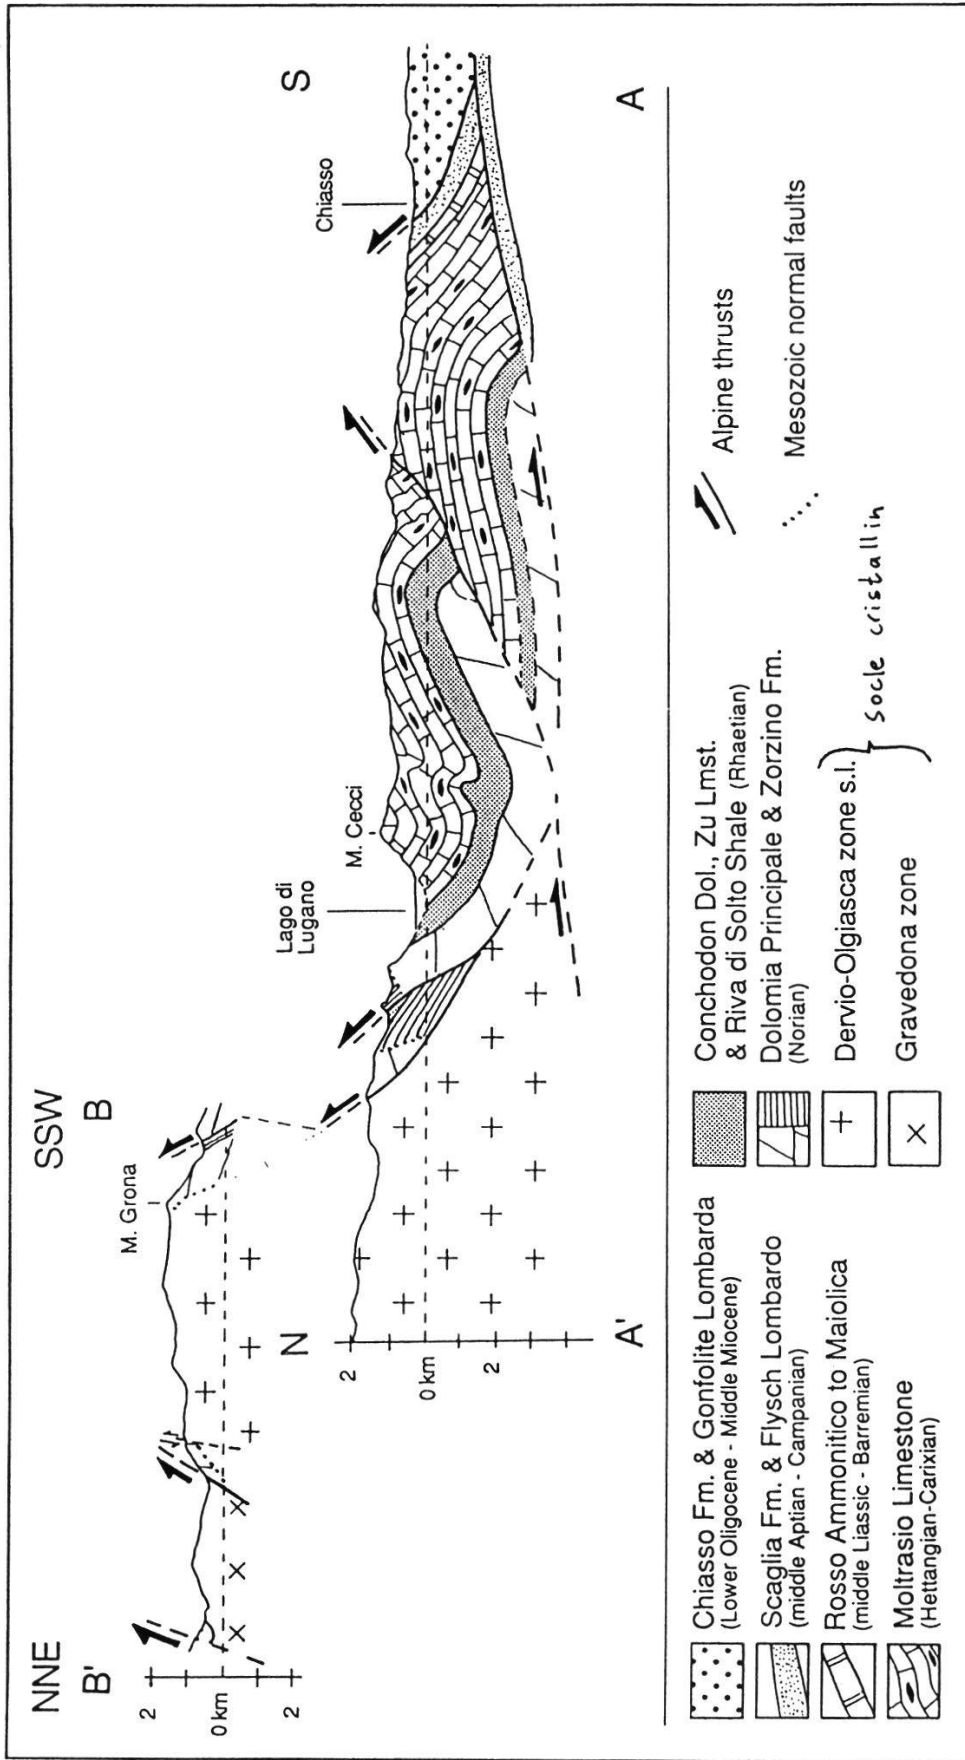 NNE
SSW
B'
B
M. Grona
2
0 km
2
N
S
Lago di
Lugano
M. Cecci
Chiasso
2
0 km
2
A'
A
Chiasso Fm. & Gonfolite Lombarda
(Lower Oligocene - Middle Miocene)
Scaglia Fm. & Flysch Lombardo
(middle Aptian - Campanian)
Rosso Ammonitico to Maiolica
(middle Liassic - Barremian)
Moltrasio Limestone
(Hettangian-Carixian)
Conchodon Dol., Zu Lmst.
& Riva di Solto Shale (Rhaetian)
Dolomia Principale & Zorzino Fm.
(Norian)
Dervio-Olgiasca zone s.l.
Gravedona zone
socle cristallin
Alpine thrusts
Mesozoic normal faults